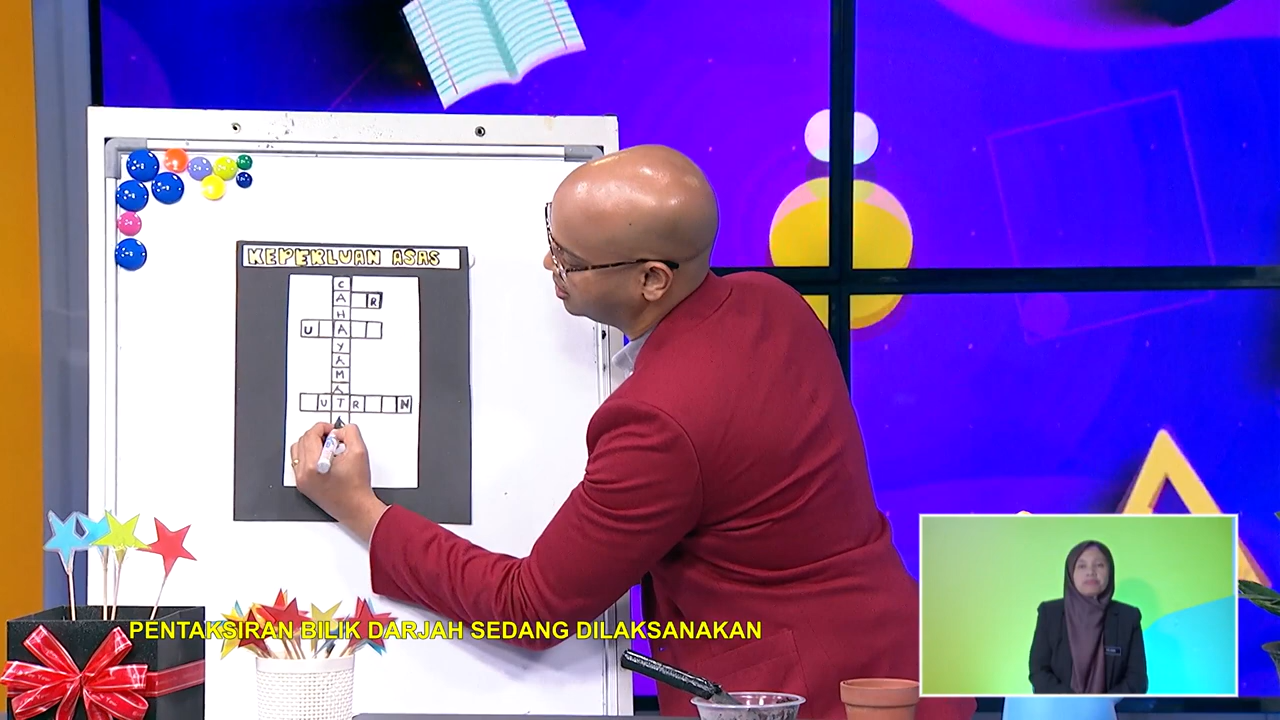 KEPERLUAN ASAS
C
A R
H
U A
Y
A
M
A
U T R N
PENTAKSIRAN BILIK DARJAH SEDANG DILAKSANAKAN